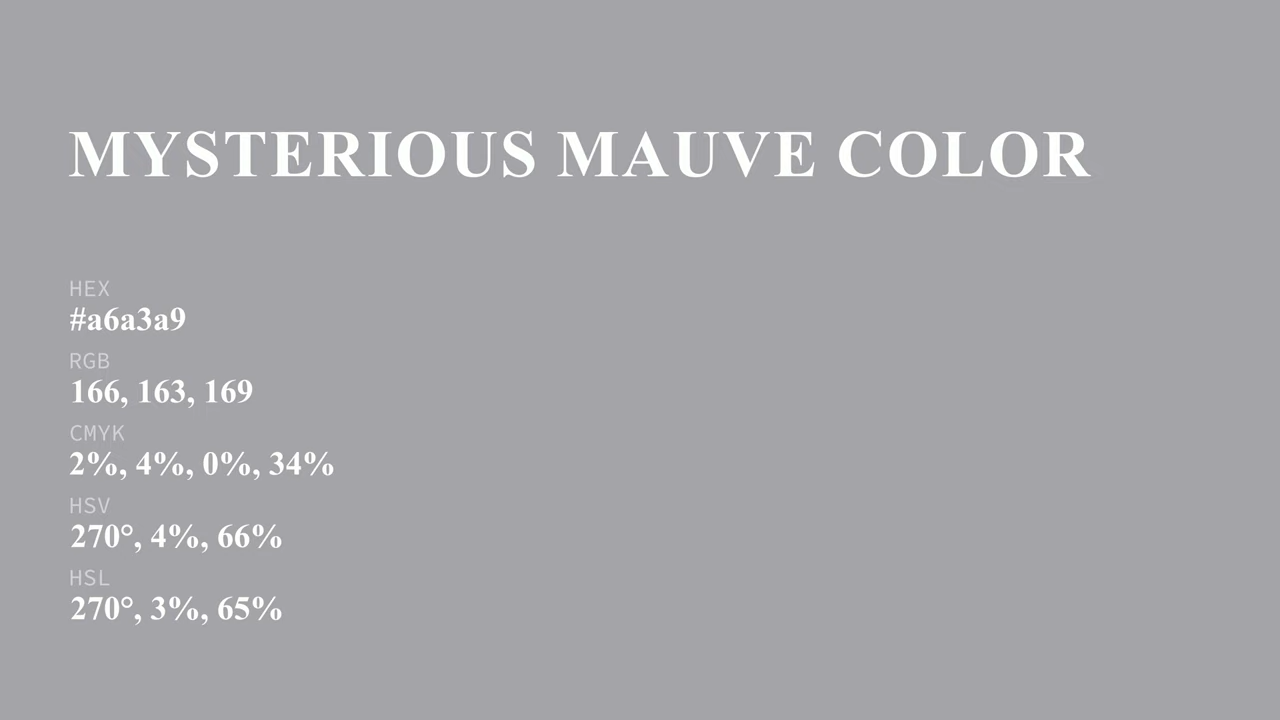 MYSTERIOUS MAUVE COLOR
HEX
#a6a3a9
RGB
166, 163, 169
CMYK
2%, 4%, 0%, 34%
HSV
270°, 4%, 66%
HSL
270°, 3%, 65%